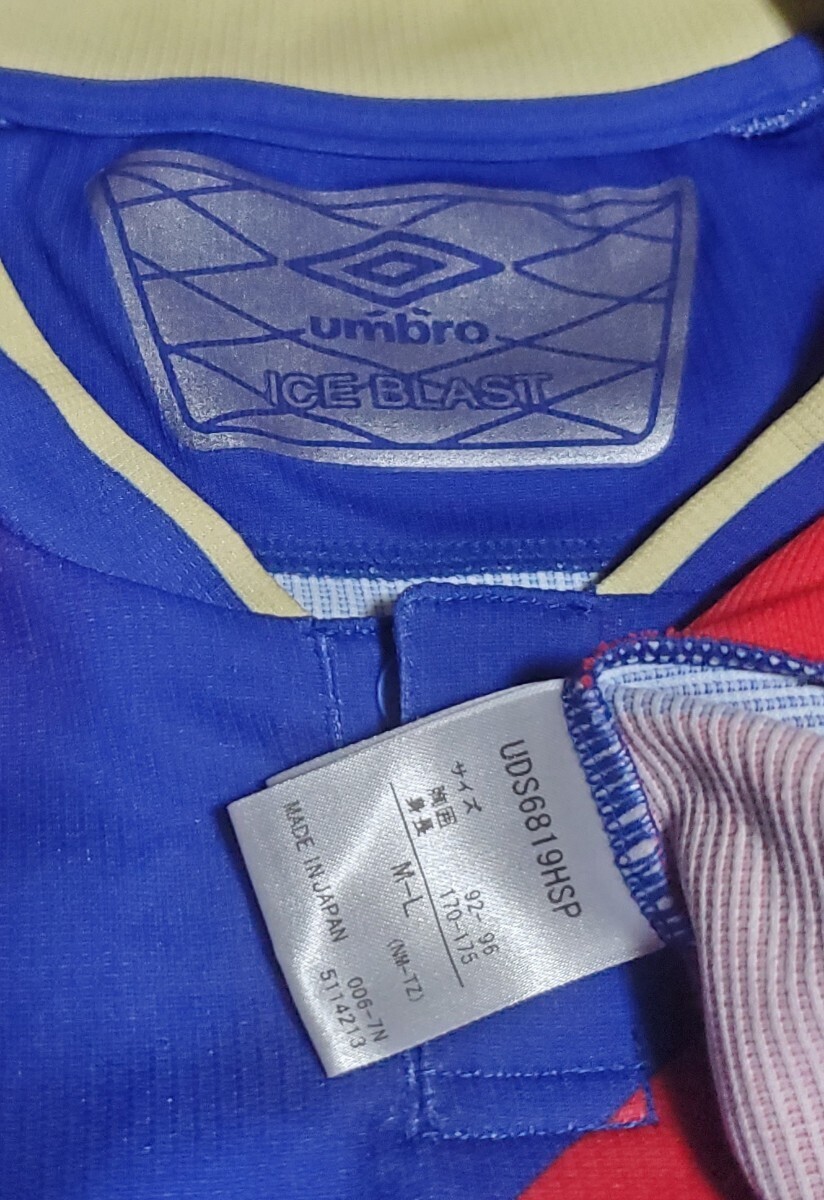 umbro
ICE BLAST
UDS6819HSP
サイズ
胸囲 92-96
身長 170-175
M-L (NM-TZ)
MADE IN JAPAN 006-7N
5114213